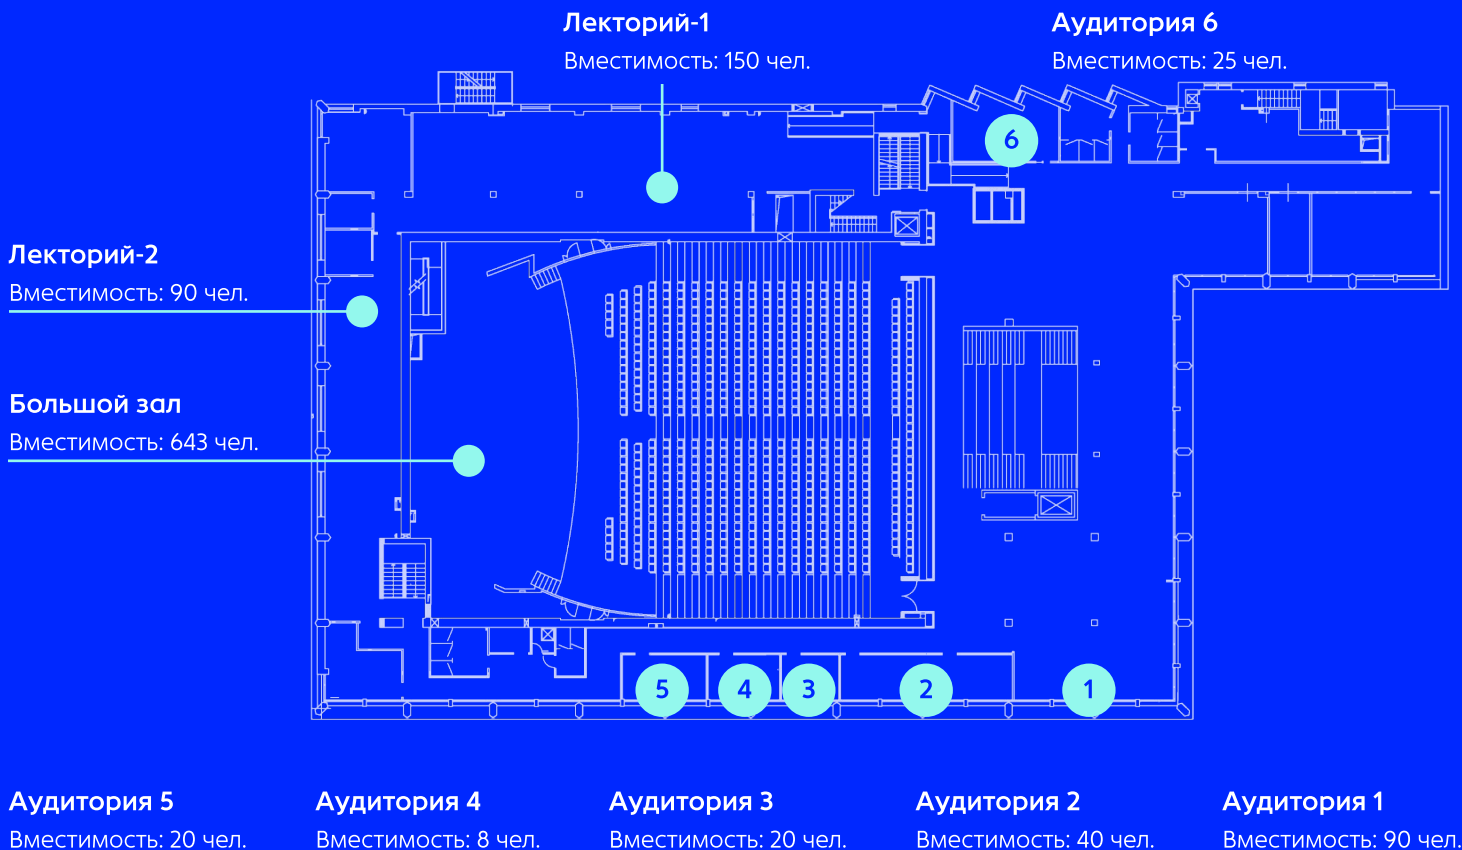 Лекторий-1
Вместимость: 150 чел.
Аудитория 6
Вместимость: 25 чел.
6
Лекторий-2
Вместимость: 90 чел.
Большой зал
Вместимость: 643 чел.
5
4
3
2
1
Аудитория 5
Вместимость: 20 чел.
Аудитория 4
Вместимость: 8 чел.
Аудитория 3
Вместимость: 20 чел.
Аудитория 2
Вместимость: 40 чел.
Аудитория 1
Вместимость: 90 чел.